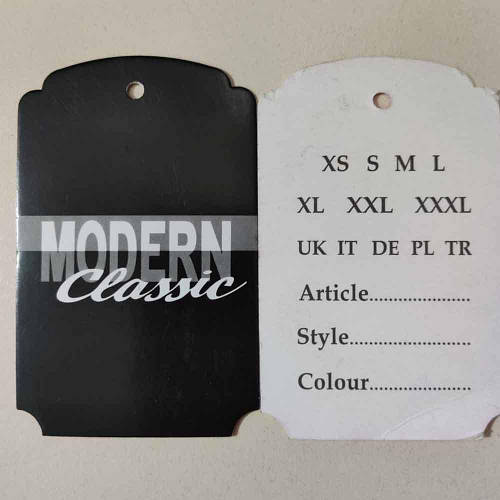 MODERN
Classic
XS S M L
XL XXL XXXL
UK IT DE PL TR
Article.....................
Style.........................
Colour.....................